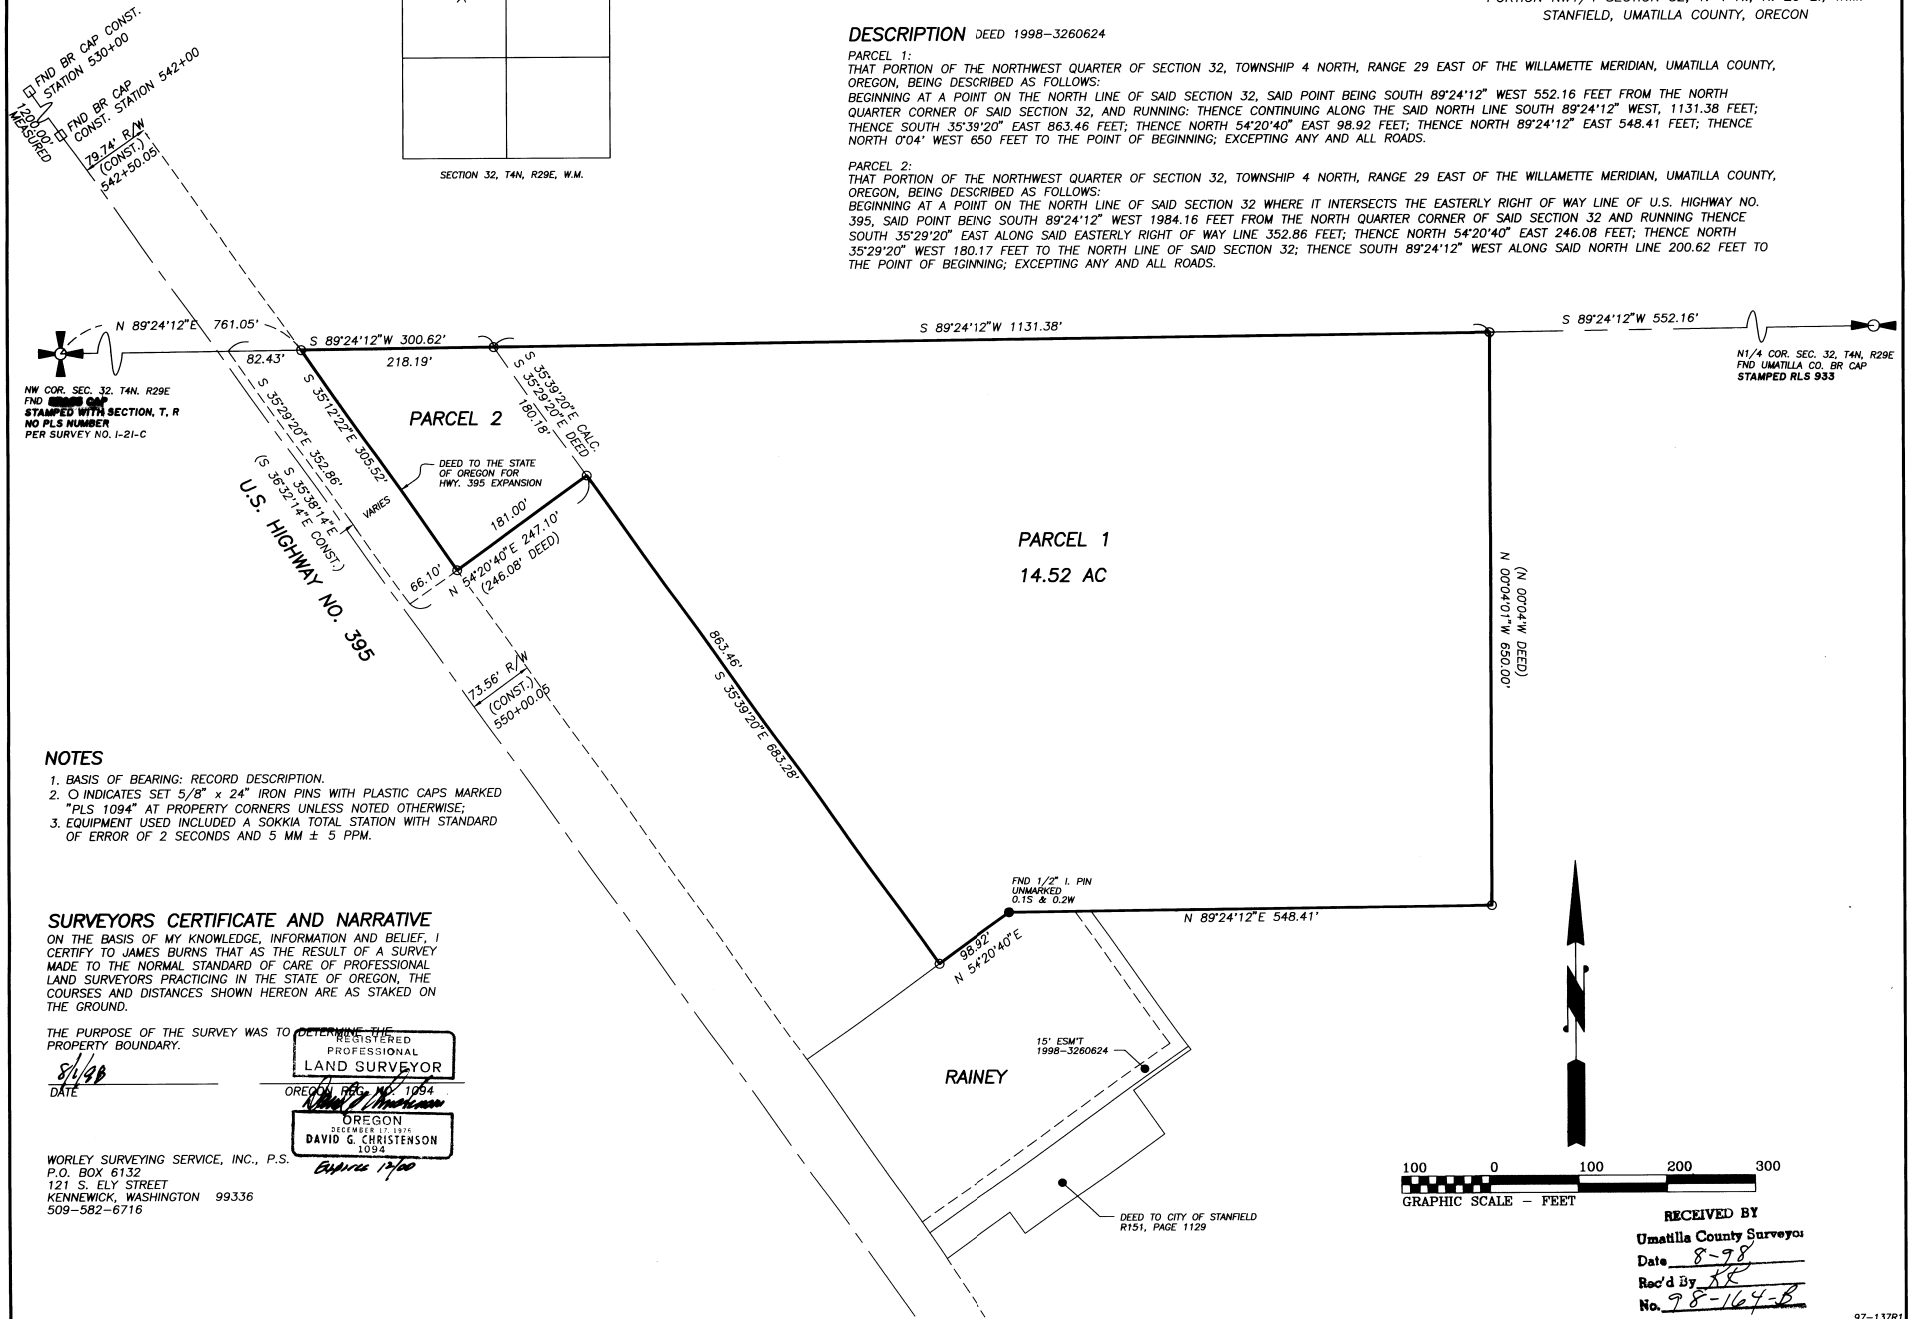 STANFIELD, UMATILLA COUNTY, OREGON
DESCRIPTION DEED 1998-3260624
PARCEL 1:
THAT PORTION OF THE NORTHWEST QUARTER OF SECTION 32, TOWNSHIP 4 NORTH, RANGE 29 EAST OF THE WILLAMETTE MERIDIAN, UMATILLA COUNTY,
OREGON, BEING DESCRIBED AS FOLLOWS:
BEGINNING AT A POINT ON THE NORTH LINE OF SAID SECTION 32, SAID POINT BEING SOUTH 89°24'12" WEST 552.16 FEET FROM THE NORTH
QUARTER CORNER OF SAID SECTION 32, AND RUNNING: THENCE CONTINUING ALONG THE SAID NORTH LINE SOUTH 89°24'12" WEST, 1131.38 FEET;
THENCE SOUTH 35°39'20" EAST 863.46 FEET; THENCE NORTH 54°20'40" EAST 98.92 FEET; THENCE NORTH 89°24'12" EAST 548.41 FEET; THENCE
NORTH 0°04' WEST 650 FEET TO THE POINT OF BEGINNING; EXCEPTING ANY AND ALL ROADS.
PARCEL 2:
THAT PORTION OF THE NORTHWEST QUARTER OF SECTION 32, TOWNSHIP 4 NORTH, RANGE 29 EAST OF THE WILLAMETTE MERIDIAN, UMATILLA COUNTY,
OREGON, BEING DESCRIBED AS FOLLOWS:
BEGINNING AT A POINT ON THE NORTH LINE OF SAID SECTION 32 WHERE IT INTERSECTS THE EASTERLY RIGHT OF WAY LINE OF U.S. HIGHWAY NO.
395, SAID POINT BEING SOUTH 89°24'12" WEST 1984.16 FEET FROM THE NORTH QUARTER CORNER OF SAID SECTION 32 AND RUNNING THENCE
SOUTH 35°29'20" EAST ALONG SAID EASTERLY RIGHT OF WAY LINE 352.86 FEET; THENCE NORTH 54°20'40" EAST 246.08 FEET; THENCE NORTH
35°29'20" WEST 180.17 FEET TO THE NORTH LINE OF SAID SECTION 32; THENCE SOUTH 89°24'12" WEST ALONG SAID NORTH LINE 200.62 FEET TO
THE POINT OF BEGINNING; EXCEPTING ANY AND ALL ROADS.
FND BR CAP CONST.
STATION 530+00
FND BR CAP
CONST. STATION 542+00
1200.00'
MEASURED
79.74' R/W
(CONST.)
542+50.05
SECTION 32, T4N, R29E, W.M.
N 89°24'12"E 761.05'
S 89°24'12"W 300.62'
82.43'
218.19'
S 89°24'12"W 1131.38'
S 89°24'12"W 552.16'
N1/4 COR. SEC. 32, T4N, R29E
FND UMATILLA CO. BR CAP
STAMPED RLS 933
NW COR. SEC. 32. T4N. R29E
FND
STAMPED WITH SECTION, T, R
NO PLS NUMBER
PER SURVEY NO. I-21-C
S 35°39'20"E CALC.
S 35°29'20"E DEED
180.18'
S 35°12'22"E 305.52'
S 35°29'20"E 352.86'
S 35°38'14"E
(S 36°32'14"E CONST.)
VARIES
U.S. HIGHWAY NO. 395
PARCEL 2
DEED TO THE STATE
OF OREGON FOR
HWY. 395 EXPANSION
181.00'
66.10'
N 54°20'40"E 247.10'
(246.08' DEED)
73.56' R/W
(CONST.)
550+00.05
PARCEL 1
14.52 AC
863.46'
S 35°39'20"E 683.28'
(N 00°04'W DEED)
N 00°04'01"W 650.00'
NOTES
1. BASIS OF BEARING: RECORD DESCRIPTION.
2. O INDICATES SET 5/8" x 24" IRON PINS WITH PLASTIC CAPS MARKED
"PLS 1094" AT PROPERTY CORNERS UNLESS NOTED OTHERWISE;
3. EQUIPMENT USED INCLUDED A SOKKIA TOTAL STATION WITH STANDARD
OF ERROR OF 2 SECONDS AND 5 MM ± 5 PPM.
FND 1/2" I. PIN
UNMARKED
0.1S & 0.2W
N 89°24'12"E 548.41'
98.92'
N 54°20'40"E
SURVEYORS CERTIFICATE AND NARRATIVE
ON THE BASIS OF MY KNOWLEDGE, INFORMATION AND BELIEF, I
CERTIFY TO JAMES BURNS THAT AS THE RESULT OF A SURVEY
MADE TO THE NORMAL STANDARD OF CARE OF PROFESSIONAL
LAND SURVEYORS PRACTICING IN THE STATE OF OREGON, THE
COURSES AND DISTANCES SHOWN HEREON ARE AS STAKED ON
THE GROUND.
THE PURPOSE OF THE SURVEY WAS TO DETERMINE THE
PROPERTY BOUNDARY.
8/1/98
DATE
REGISTERED
PROFESSIONAL
LAND SURVEYOR
OREGON REG. NO. 1094
OREGON
DECEMBER 17, 1976
DAVID G. CHRISTENSON
1094
Expires 12/00
WORLEY SURVEYING SERVICE, INC., P.S.
P.O. BOX 6132
121 S. ELY STREET
KENNEWICK, WASHINGTON 99336
509-582-6716
15' ESM'T
1998-3260624
RAINEY
DEED TO CITY OF STANFIELD
R151, PAGE 1129
N
100 0 100 200 300
GRAPHIC SCALE - FEET
RECEIVED BY
Umatilla County Surveyor
Date 8-98
Rec'd By KK
No. 98-164-B
97-137R1